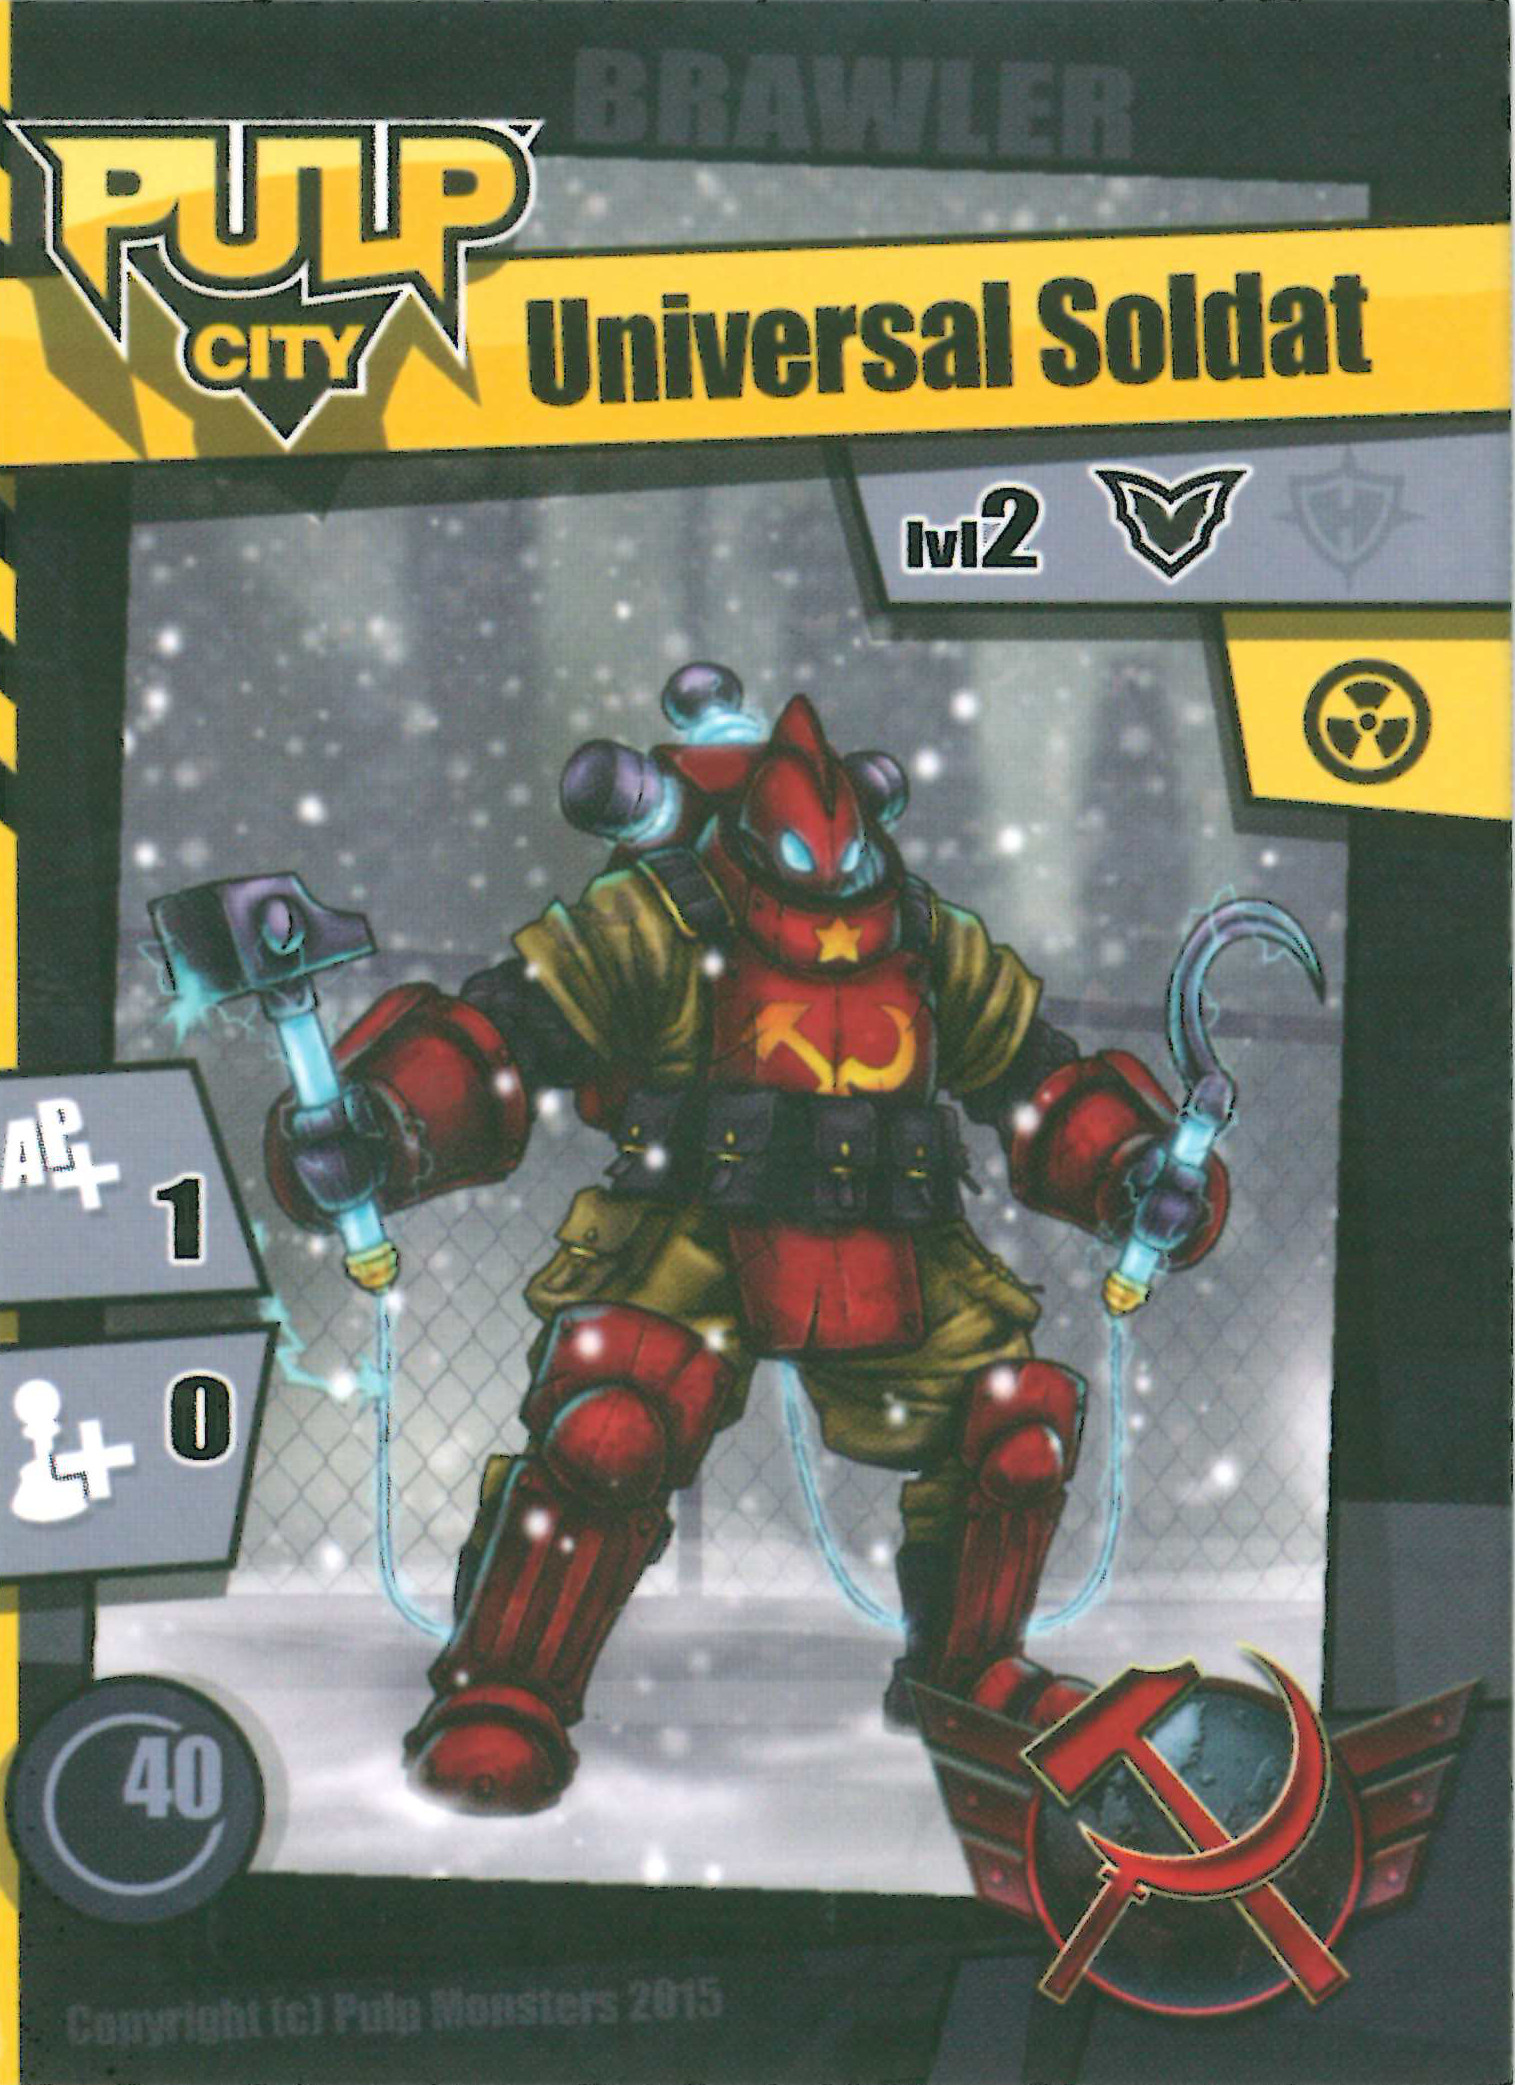 BRAWLER
PULP
CITY
Universal Soldat
lvl2
AP+
1
+
0
40
Copyright (c) Pulp Monsters 2015